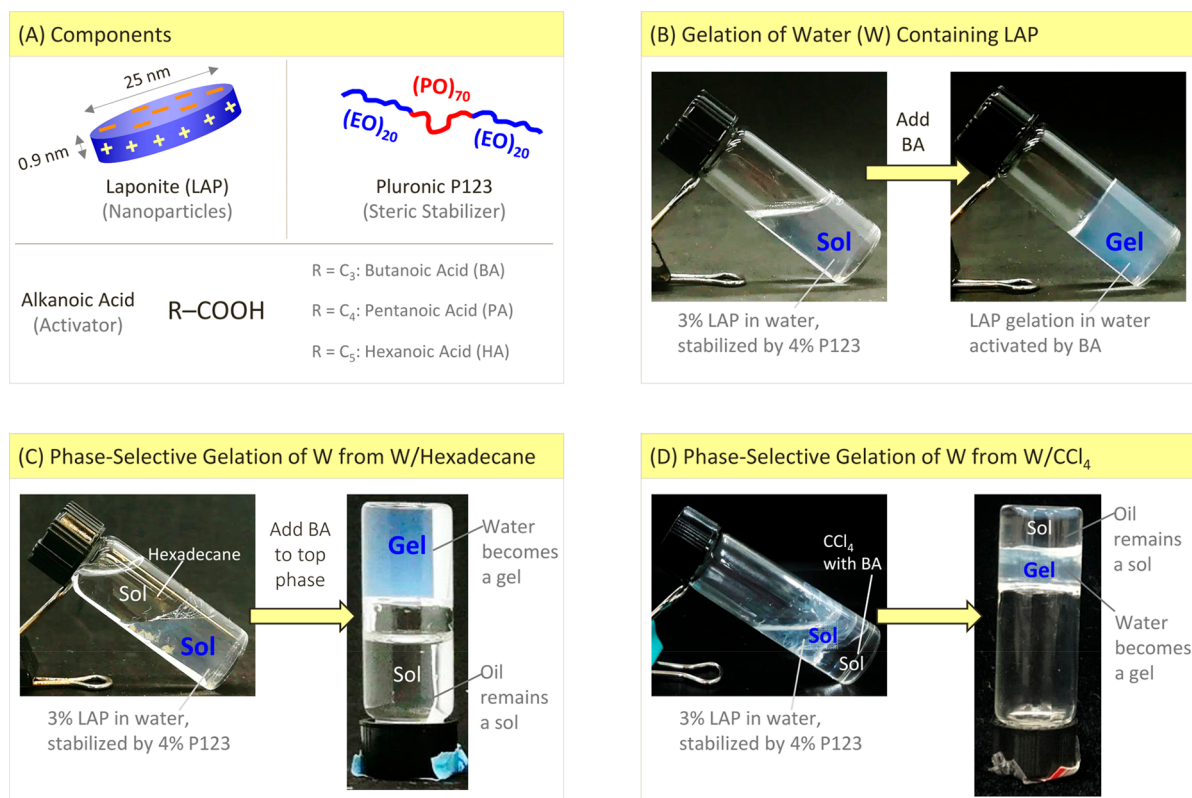 (A) Components
25 nm
0.9 nm
Laponite (LAP)
(Nanoparticles)
(PO)70
(EO)20
(EO)20
Pluronic P123
(Steric Stabilizer)
Alkanoic Acid
(Activator)
R–COOH
R = C3: Butanoic Acid (BA)
R = C4: Pentanoic Acid (PA)
R = C5: Hexanoic Acid (HA)
(B) Gelation of Water (W) Containing LAP
Sol
Add
BA
Gel
3% LAP in water,
stabilized by 4% P123
LAP gelation in water
activated by BA
(C) Phase-Selective Gelation of W from W/Hexadecane
Hexadecane
Sol
Sol
3% LAP in water,
stabilized by 4% P123
Add BA
to top
phase
Gel
Sol
Water
becomes
a gel
Oil
remains
a sol
(D) Phase-Selective Gelation of W from W/CCl4
CCl4
with BA
Sol
Sol
3% LAP in water,
stabilized by 4% P123
Sol
Gel
Oil
remains
a sol
Water
becomes
a gel